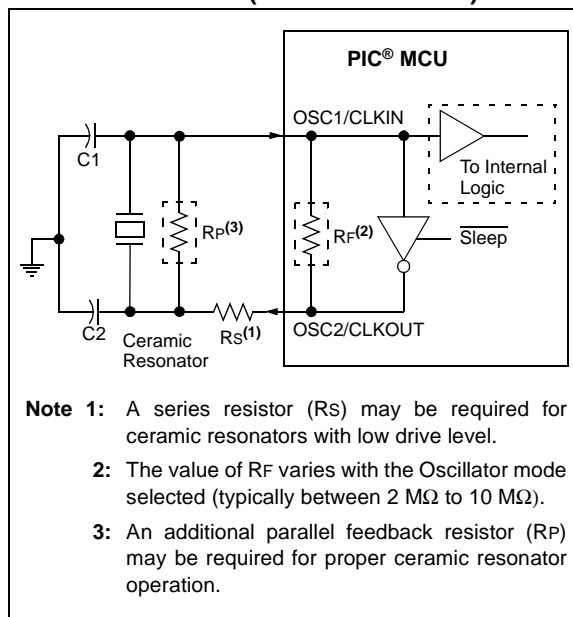 PIC® MCU
OSC1/CLKIN
C1
To Internal
Logic
RP(3)
RF(2)
Sleep
C2
Ceramic
Resonator
RS(1)
OSC2/CLKOUT
Note 1: A series resistor (RS) may be required for
ceramic resonators with low drive level.
2: The value of RF varies with the Oscillator mode
selected (typically between 2 MΩ to 10 MΩ).
3: An additional parallel feedback resistor (RP)
may be required for proper ceramic resonator
operation.